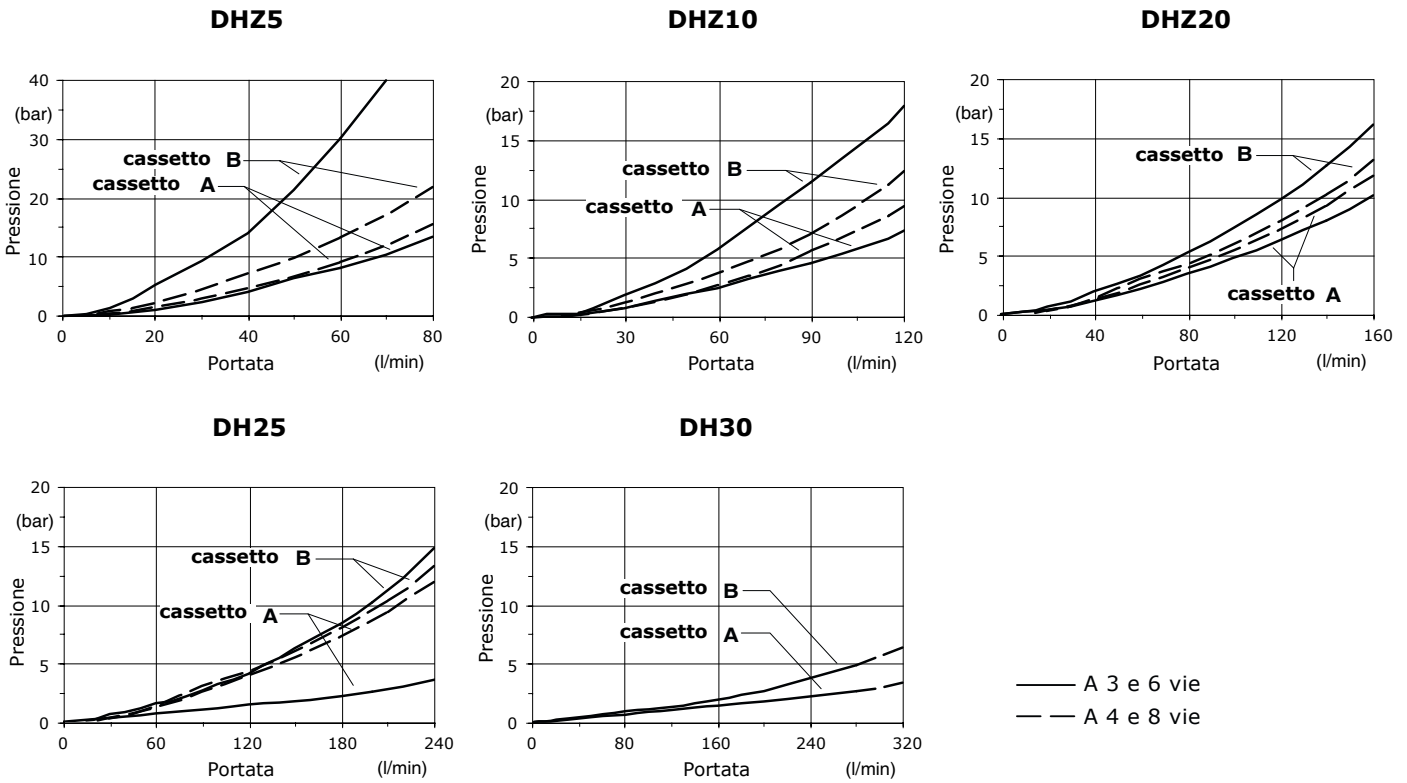 DHZ5
40
(bar)
30
20
10
0
Pressione
cassetto B
cassetto A
0 20 40 60 80
Portata (l/min)
DHZ10
20
(bar)
15
10
5
0
Pressione
cassetto B
cassetto A
0 30 60 90 120
Portata (l/min)
DHZ20
20
(bar)
15
10
5
0
Pressione
cassetto B
cassetto A
0 40 80 120 160
Portata (l/min)
DH25
20
(bar)
15
10
5
0
Pressione
cassetto B
cassetto A
0 60 120 180 240
Portata (l/min)
DH30
20
(bar)
15
10
5
0
Pressione
cassetto B
cassetto A
0 80 160 240 320
Portata (l/min)
A 3 e 6 vie
A 4 e 8 vie